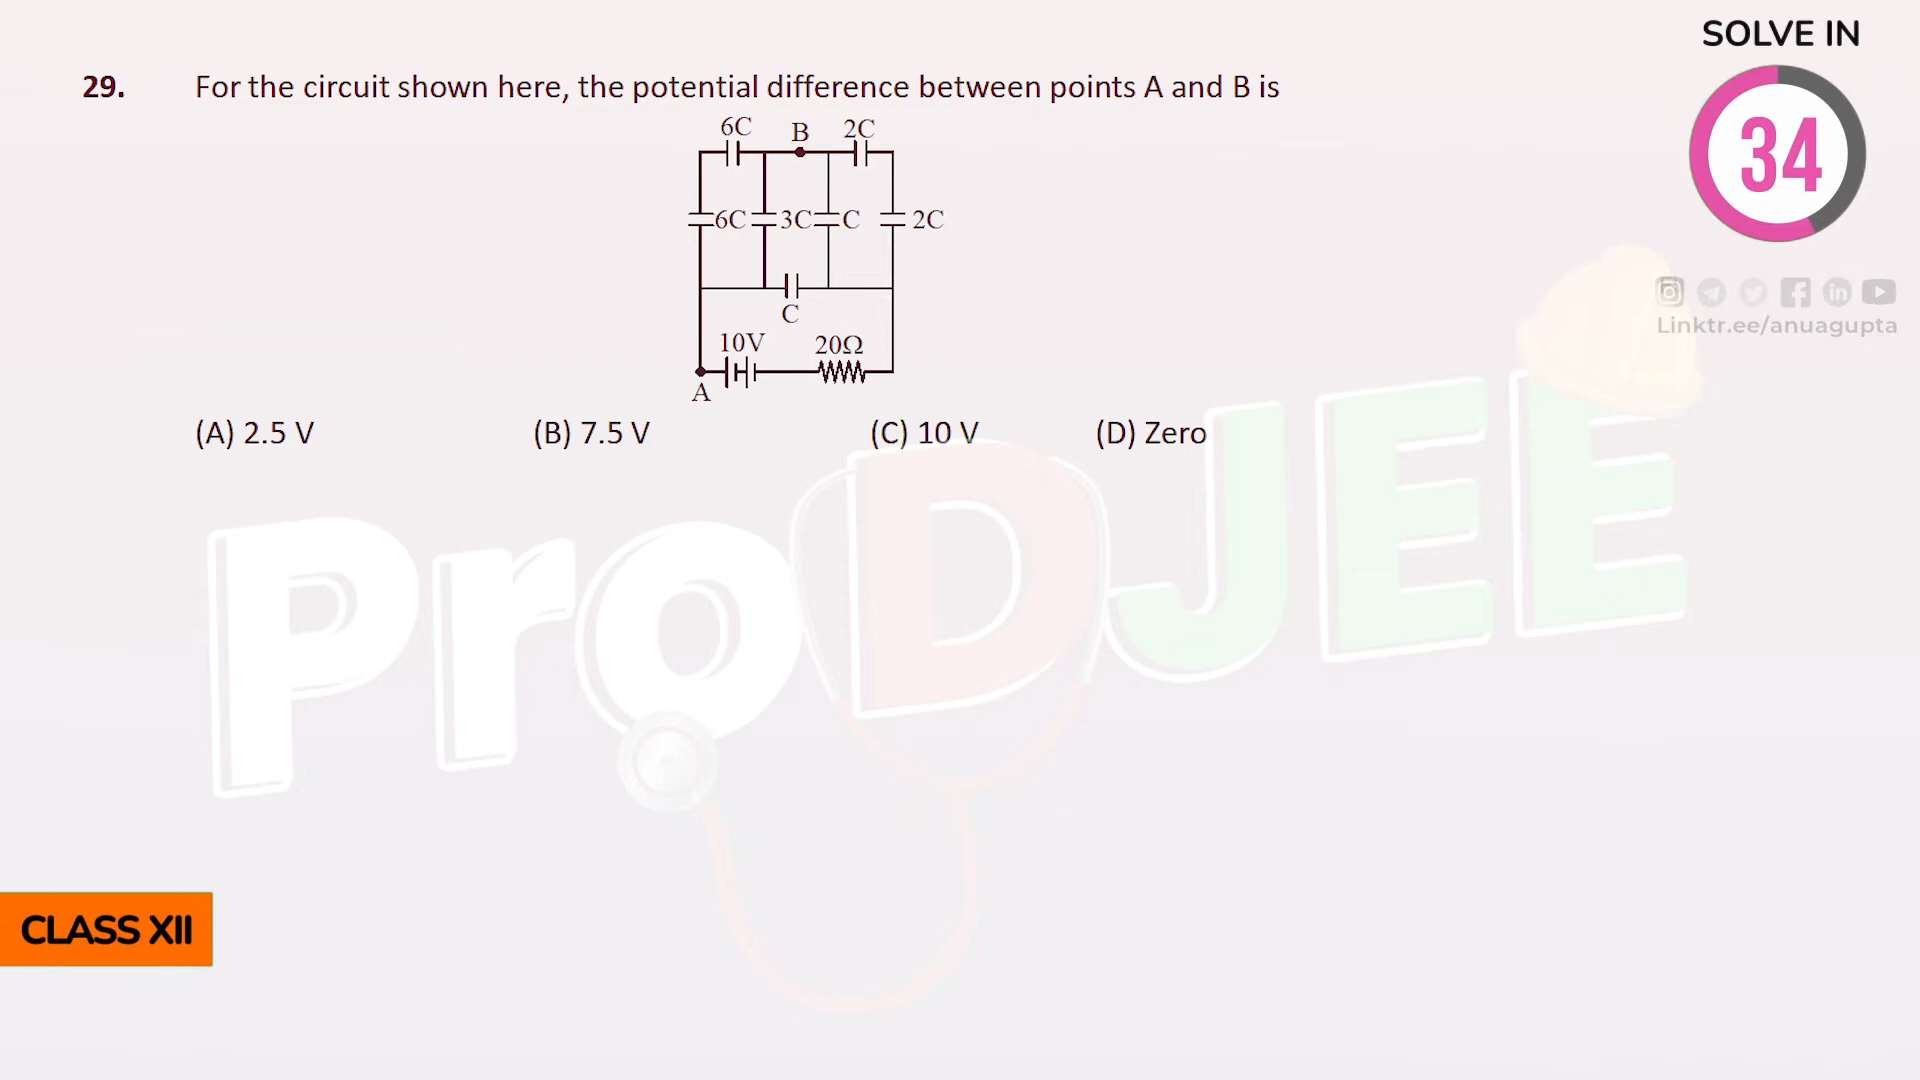 SOLVE IN
34
29. For the circuit shown here, the potential difference between points A and B is
6C B 2C
6C 3C C 2C
C
10V 20Ω
A
(A) 2.5 V (B) 7.5 V (C) 10 V (D) Zero
Linktr.ee/anuagupta
ProDJEE
CLASS XII